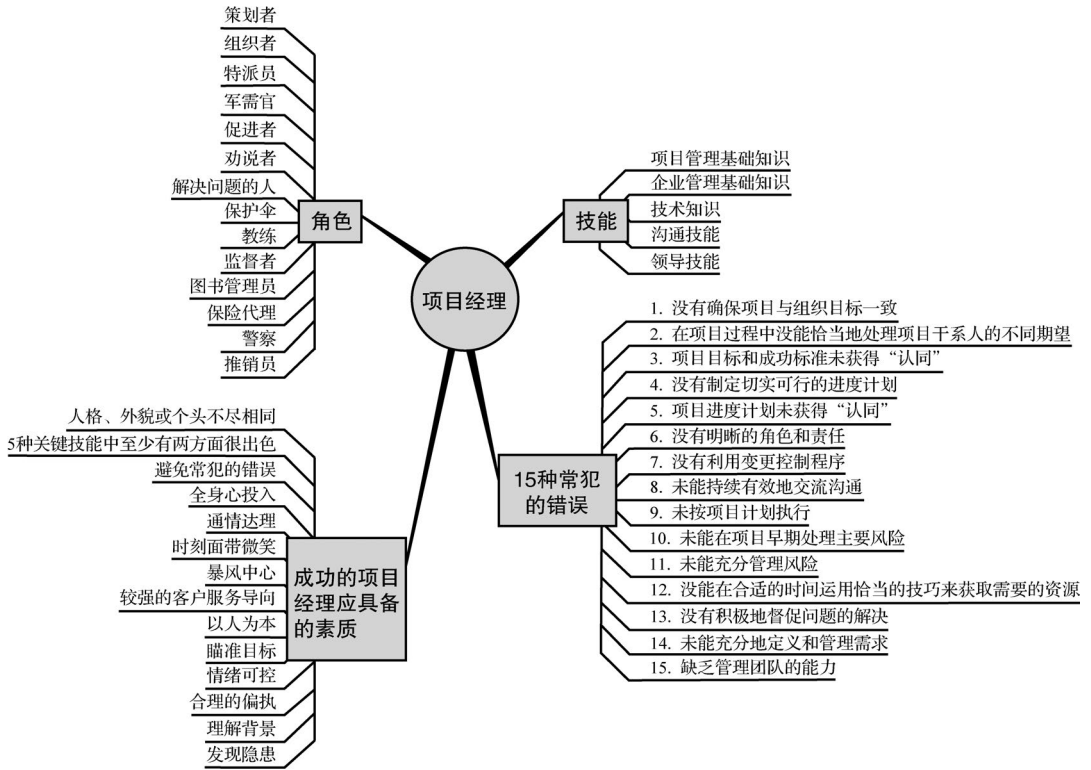 项目经理
角色
策划者
组织者
特派员
军需官
促进者
劝说者
解决问题的人
保护伞
教练
监督者
图书管理员
保险代理
警察
推销员
技能
项目管理基础知识
企业管理基础知识
技术知识
沟通技能
领导技能
15种常犯
的错误
1. 没有确保项目与组织目标一致
2. 在项目过程中没能恰当地处理项目干系人的不同期望
3. 项目目标和成功标准未获得“认同”
4. 没有制定切实可行的进度计划
5. 项目进度计划未获得“认同”
6. 没有明晰的角色和责任
7. 没有利用变更控制程序
8. 未能持续有效地交流沟通
9. 未按项目计划执行
10. 未能在项目早期处理主要风险
11. 未能充分管理风险
12. 没能在合适的时间运用恰当的技巧来获取需要的资源
13. 没有积极地督促问题的解决
14. 未能充分地定义和管理需求
15. 缺乏管理团队的能力
成功的项目
经理应具备
的素质
人格、外貌或个头不尽相同
5种关键技能中至少有两方面很出色
避免常犯的错误
全身心投入
通情达理
时刻面带微笑
暴风中心
较强的客户服务导向
以人为本
瞄准目标
情绪可控
合理的偏执
理解背景
发现隐患